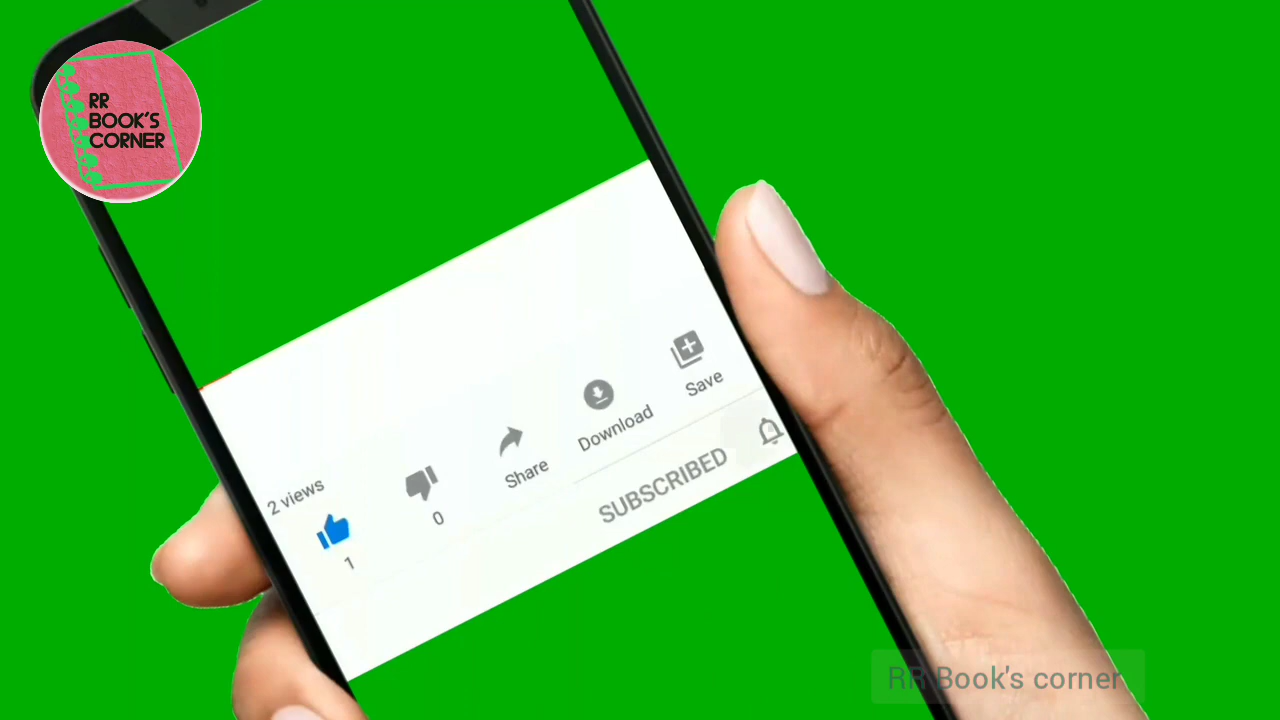 RR
BOOK'S
CORNER
2 views
1
0
Share
Download
Save
SUBSCRIBED
RR Book's corner